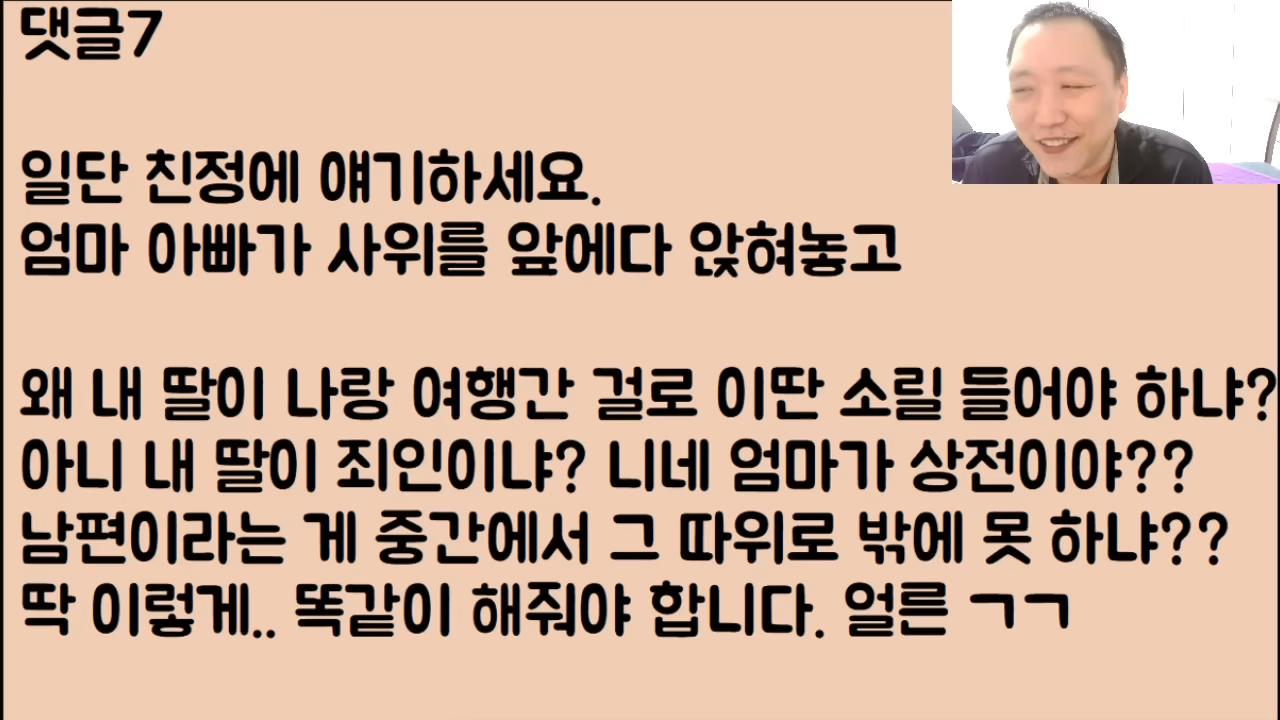 댓글7
일단 친정에 얘기하세요.
엄마 아빠가 사위를 앞에다 앉혀놓고
왜 내 딸이 나랑 여행간 걸로 이딴 소릴 들어야 하냐?
아니 내 딸이 죄인이냐? 니네 엄마가 상전이야??
남편이라는 게 중간에서 그 따위로 밖에 못 하냐??
딱 이렇게.. 똑같이 해줘야 합니다. 얼른 ㄱㄱ